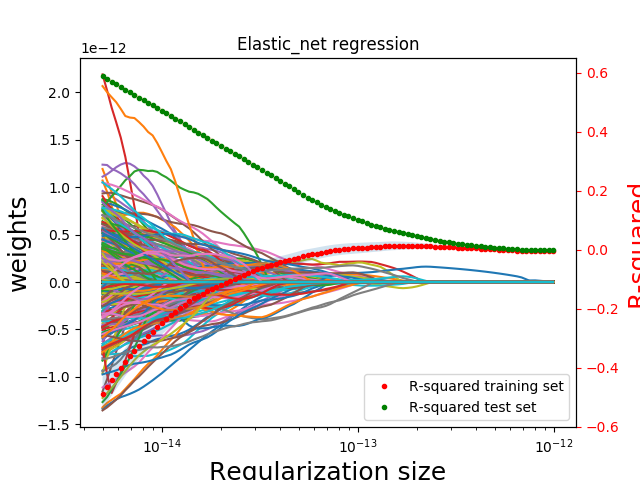 Elastic_net regression
1e−12
2.0
1.5
1.0
0.5
0.0
−0.5
−1.0
−1.5
weights
0.6
0.4
0.2
0.0
−0.2
−0.4
−0.6
R-squared
R-squared training set
R-squared test set
10−14
10−13
10−12
Regularization size